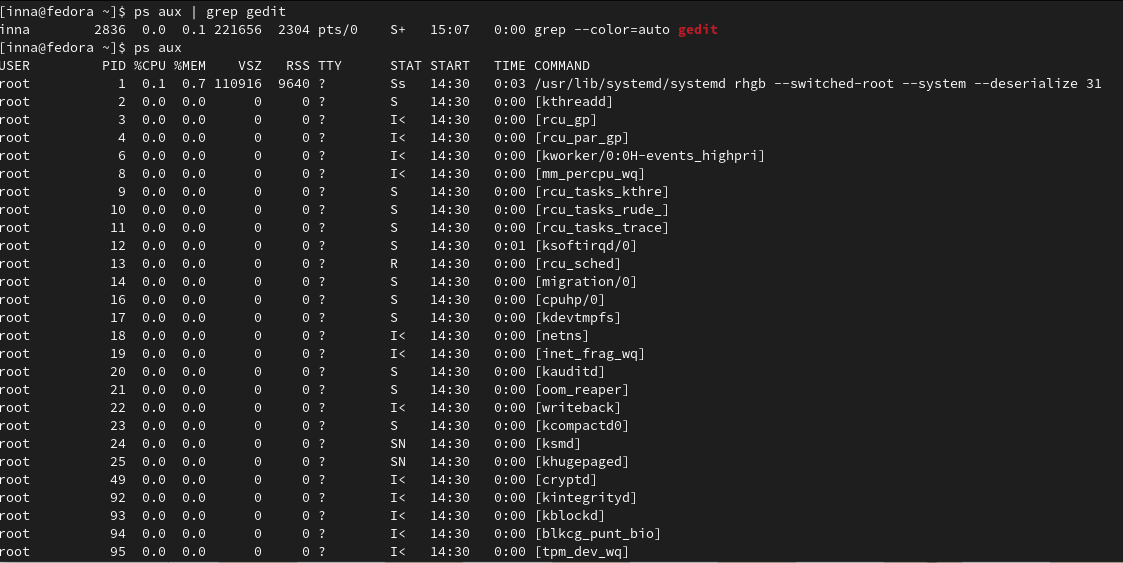 [inna@fedora ~]$ ps aux | grep gedit
inna 2836 0.0 0.1 221656 2304 pts/0 S+ 15:07 0:00 grep --color=auto gedit
[inna@fedora ~]$ ps aux
USER PID %CPU %MEM VSZ RSS TTY STAT START TIME COMMAND
root 1 0.1 0.7 110916 9640 ? Ss 14:30 0:03 /usr/lib/systemd/systemd rhgb --switched-root --system --deserialize 31
root 2 0.0 0.0 0 0 ? S 14:30 0:00 [kthreadd]
root 3 0.0 0.0 0 0 ? I< 14:30 0:00 [rcu_gp]
root 4 0.0 0.0 0 0 ? I< 14:30 0:00 [rcu_par_gp]
root 6 0.0 0.0 0 0 ? I< 14:30 0:00 [kworker/0:0H-events_highpri]
root 8 0.0 0.0 0 0 ? I< 14:30 0:00 [mm_percpu_wq]
root 9 0.0 0.0 0 0 ? S 14:30 0:00 [rcu_tasks_kthre]
root 10 0.0 0.0 0 0 ? S 14:30 0:00 [rcu_tasks_rude_]
root 11 0.0 0.0 0 0 ? S 14:30 0:00 [rcu_tasks_trace]
root 12 0.0 0.0 0 0 ? S 14:30 0:01 [ksoftirqd/0]
root 13 0.0 0.0 0 0 ? R 14:30 0:00 [rcu_sched]
root 14 0.0 0.0 0 0 ? S 14:30 0:00 [migration/0]
root 16 0.0 0.0 0 0 ? S 14:30 0:00 [cpuhp/0]
root 17 0.0 0.0 0 0 ? S 14:30 0:00 [kdevtmpfs]
root 18 0.0 0.0 0 0 ? I< 14:30 0:00 [netns]
root 19 0.0 0.0 0 0 ? I< 14:30 0:00 [inet_frag_wq]
root 20 0.0 0.0 0 0 ? S 14:30 0:00 [kauditd]
root 21 0.0 0.0 0 0 ? S 14:30 0:00 [oom_reaper]
root 22 0.0 0.0 0 0 ? I< 14:30 0:00 [writeback]
root 23 0.0 0.0 0 0 ? S 14:30 0:00 [kcompactd0]
root 24 0.0 0.0 0 0 ? SN 14:30 0:00 [ksmd]
root 25 0.0 0.0 0 0 ? SN 14:30 0:00 [khugepaged]
root 49 0.0 0.0 0 0 ? I< 14:30 0:00 [cryptd]
root 92 0.0 0.0 0 0 ? I< 14:30 0:00 [kintegrityd]
root 93 0.0 0.0 0 0 ? I< 14:30 0:00 [kblockd]
root 94 0.0 0.0 0 0 ? I< 14:30 0:00 [blkcg_punt_bio]
root 95 0.0 0.0 0 0 ? I< 14:30 0:00 [tpm_dev_wq]